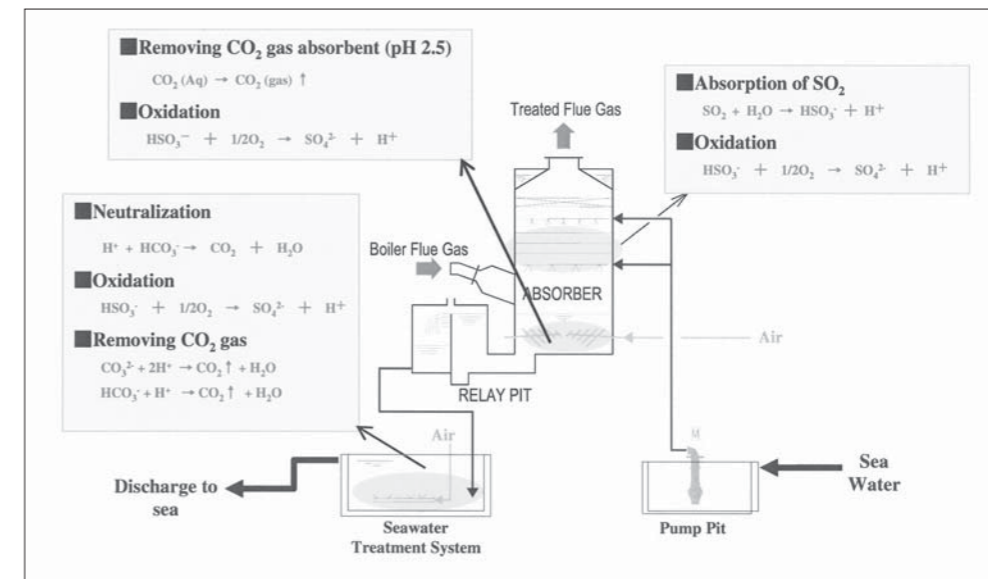 ■Removing CO₂ gas absorbent (pH 2.5)
CO₂ (Aq) → CO₂ (gas) ↑
■Oxidation
HSO₃⁻ + 1/2O₂ → SO₄²⁻ + H⁺
■Absorption of SO₂
SO₂ + H₂O → HSO₃⁻ + H⁺
■Oxidation
HSO₃⁻ + 1/2O₂ → SO₄²⁻ + H⁺
■Neutralization
H⁺ + HCO₃⁻ → CO₂ + H₂O
■Oxidation
HSO₃⁻ + 1/2O₂ → SO₄²⁻ + H⁺
■Removing CO₂ gas
CO₃²⁻ + 2H⁺ → CO₂↑ + H₂O
HCO₃⁻ + H⁺ → CO₂↑ + H₂O
Treated Flue Gas
Boiler Flue Gas
ABSORBER
Air
RELAY PIT
Air
M
Sea
Water
Discharge to
sea
Seawater
Treatment System
Pump Pit